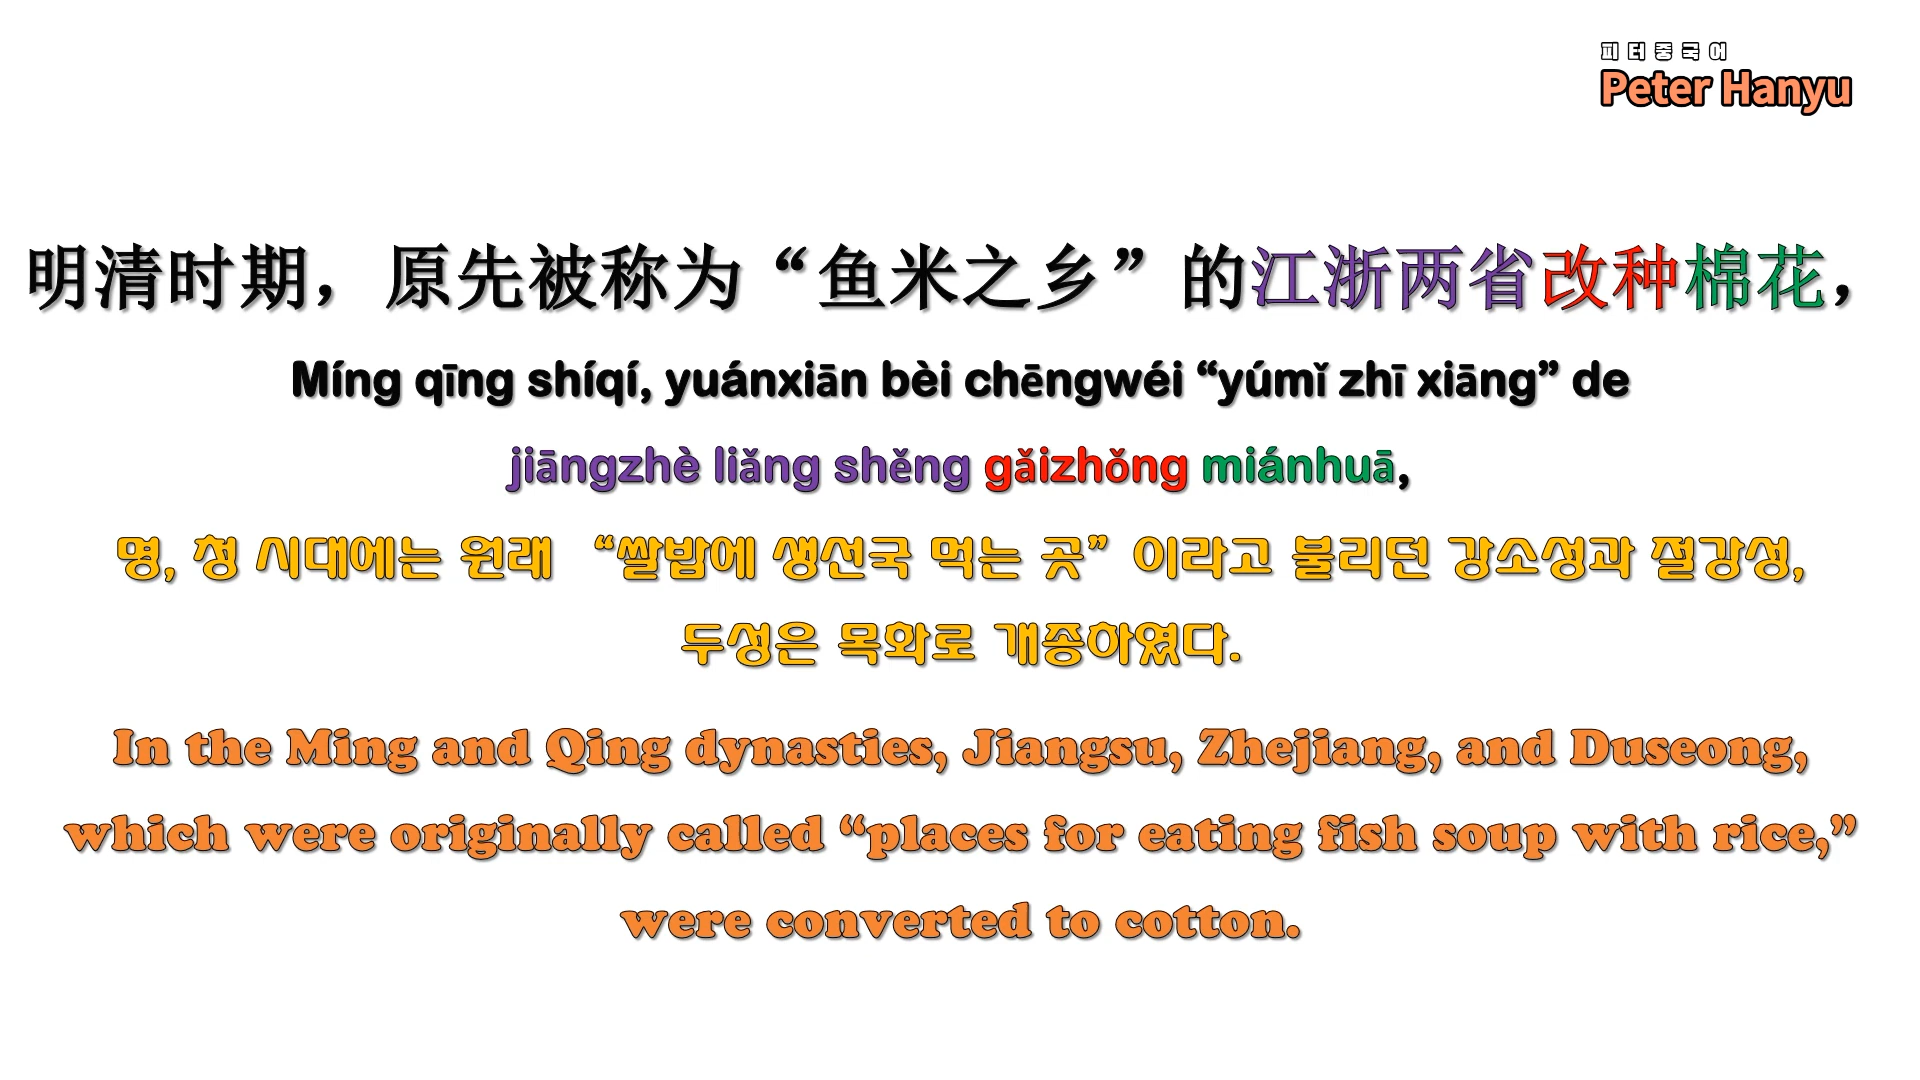 피터중국어
Peter Hanyu
明清时期，原先被称为“鱼米之乡”的江浙两省改种棉花，
Míng qīng shíqí, yuánxiān bèi chēngwéi “yúmǐ zhī xiāng” de
jiāngzhè liǎng shěng gǎizhǒng miánhuā,
명, 청 시대에는 원래 “쌀밥에 생선국 먹는 곳” 이라고 불리던 강소성과 절강성,
두성은 목화로 개종하였다.
In the Ming and Qing dynasties, Jiangsu, Zhejiang, and Duseong,
which were originally called “places for eating fish soup with rice,”
were converted to cotton.